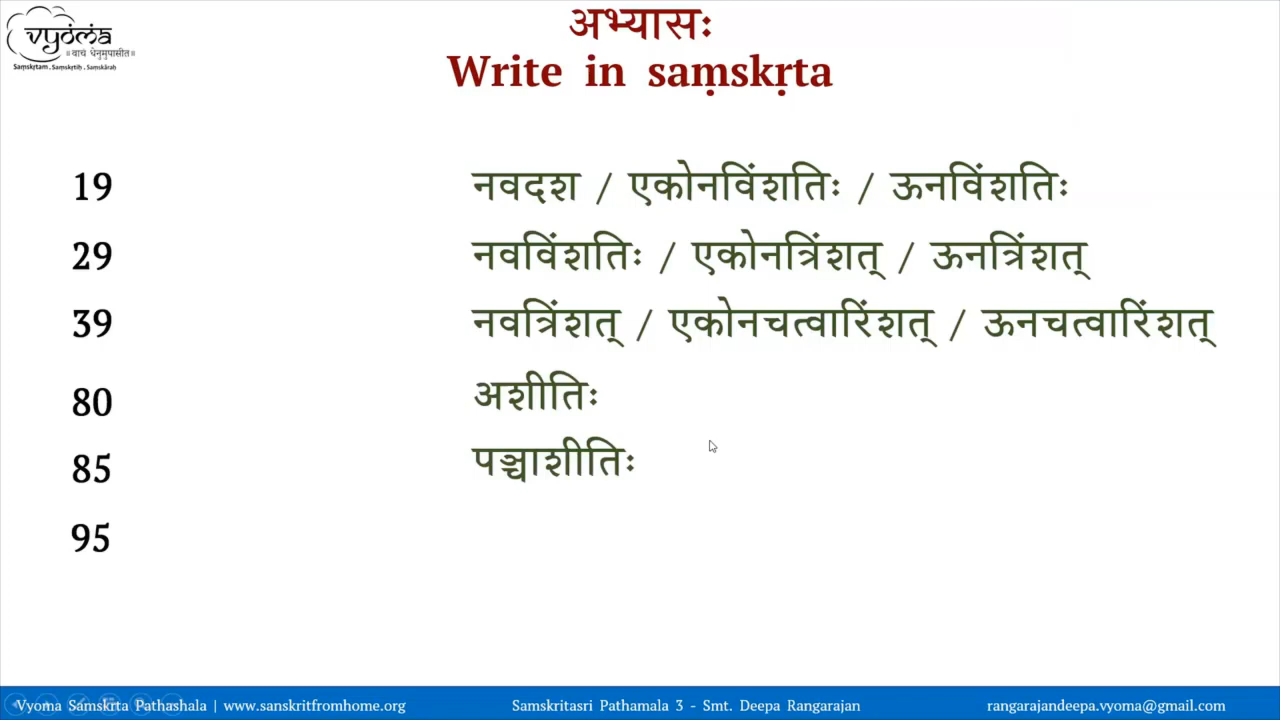 vyoma
॥ वाचं धेनुमुपासीत ॥
Saṃskṛtam . Saṃskṛtiḥ . Saṃskāraḥ
अभ्यासः
Write in saṃskṛta
19 नवदश / एकोनविंशतिः / ऊनविंशतिः
29 नवविंशतिः / एकोनत्रिंशत् / ऊनत्रिंशत्
39 नवत्रिंशत् / एकोनचत्वारिंशत् / ऊनचत्वारिंशत्
80 अशीतिः
85 पञ्चाशीतिः
95
Vyoma Samskrta Pathashala | www.sanskritfromhome.org Samskritasri Pathamala 3 - Smt. Deepa Rangarajan rangarajandeepa.vyoma@gmail.com